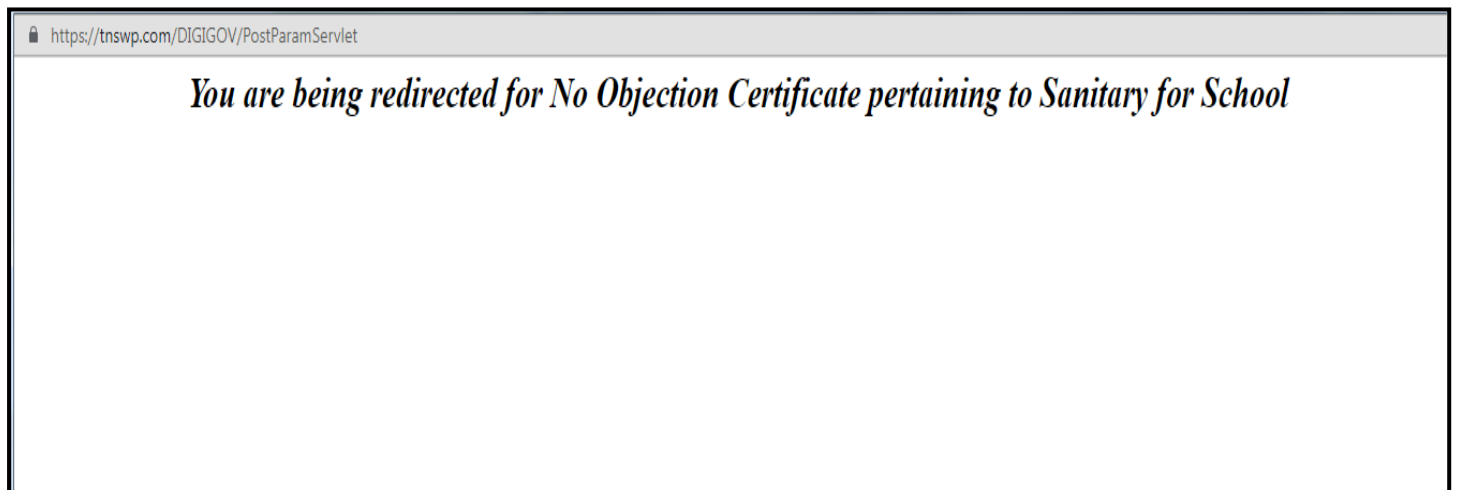 https://tnswp.com/DIGIGOV/PostParamServlet
You are being redirected for No Objection Certificate pertaining to Sanitary for School